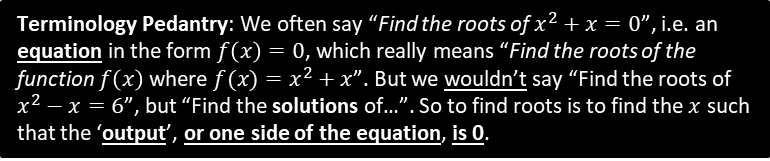 Terminology Pedantry: We often say “Find the roots of x² + x = 0”, i.e. an
equation in the form f(x) = 0, which really means “Find the roots of the
function f(x) where f(x) = x² + x”. But we wouldn’t say “Find the roots of
x² − x = 6”, but “Find the solutions of…”. So to find roots is to find the x such
that the ‘output’, or one side of the equation, is 0.